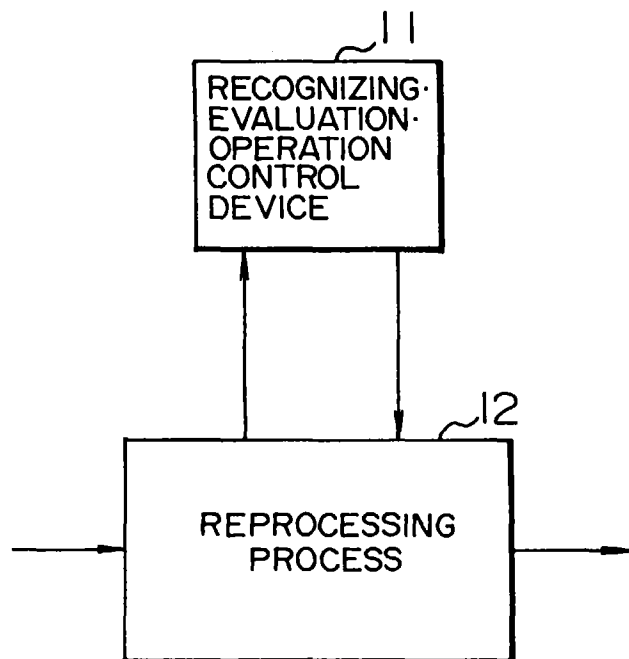 11
RECOGNIZING·
EVALUATION·
OPERATION
CONTROL
DEVICE
12
REPROCESSING
PROCESS